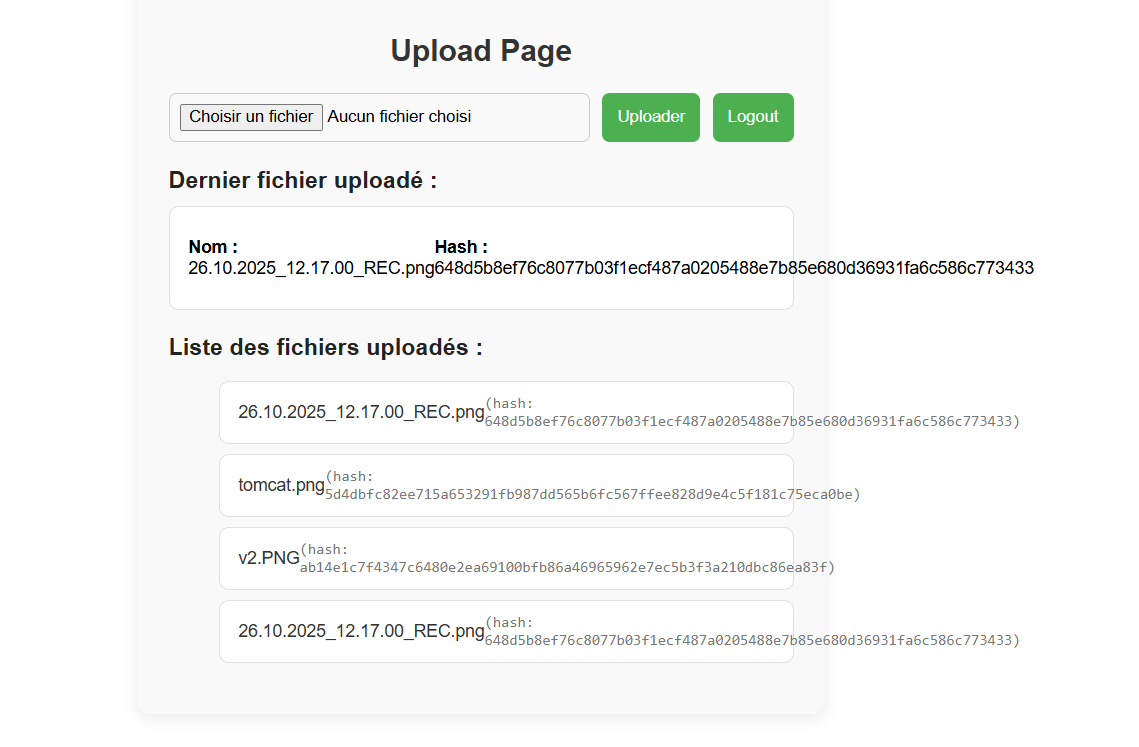 Upload Page
Choisir un fichier Aucun fichier choisi Uploader Logout
Dernier fichier uploadé :
Nom : Hash :
26.10.2025_12.17.00_REC.png648d5b8ef76c8077b03f1ecf487a0205488e7b85e680d36931fa6c586c773433
Liste des fichiers uploadés :
26.10.2025_12.17.00_REC.png(hash:
648d5b8ef76c8077b03f1ecf487a0205488e7b85e680d36931fa6c586c773433)
tomcat.png(hash:
5d4dbfc82ee715a653291fb987dd565b6fc567ffee828d9e4c5f181c75eca0be)
v2.PNG(hash:
ab14e1c7f4347c6480e2ea69100bfb86a46965962e7ec5b3f3a210dbc86ea83f)
26.10.2025_12.17.00_REC.png(hash:
648d5b8ef76c8077b03f1ecf487a0205488e7b85e680d36931fa6c586c773433)